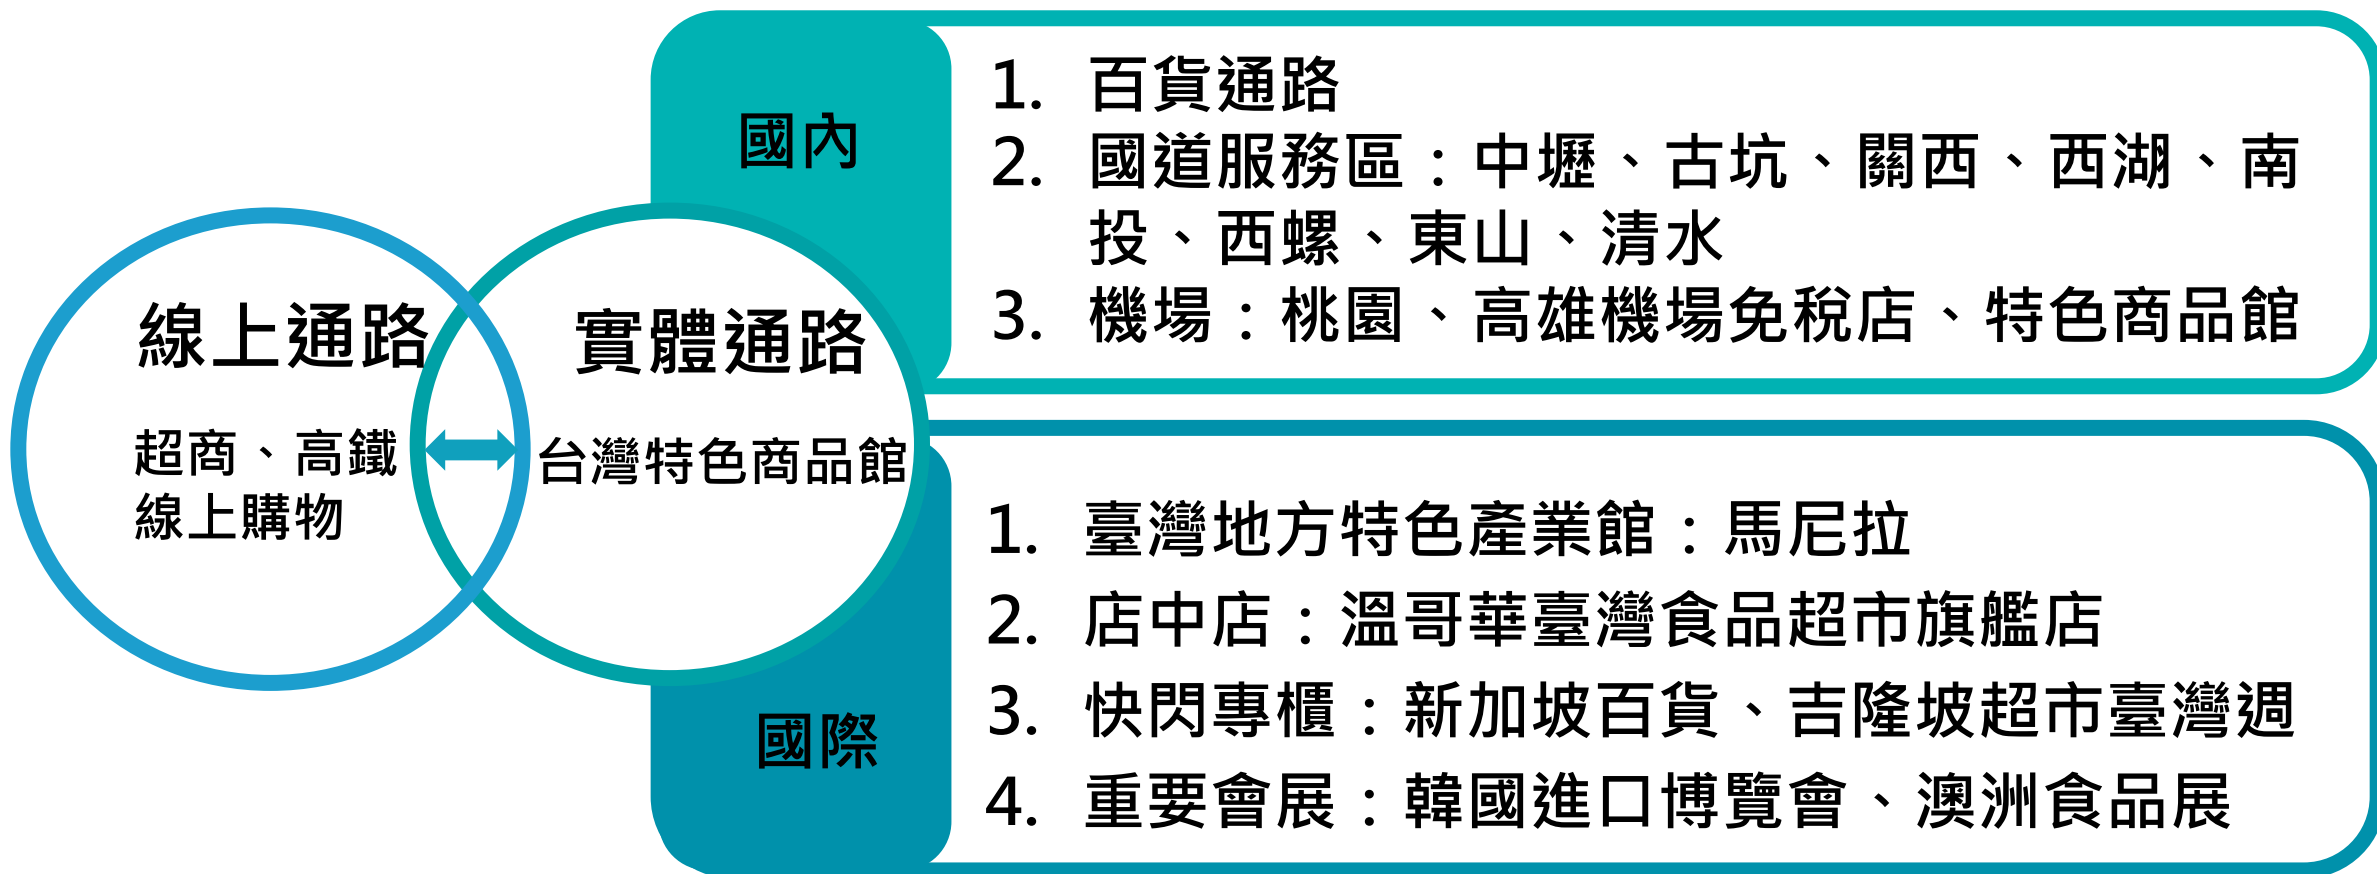 線上通路
超商、高鐵
線上購物
實體通路
台灣特色商品館
國內
1. 百貨通路
2. 國道服務區：中壢、古坑、關西、西湖、南
投、西螺、東山、清水
3. 機場：桃園、高雄機場免稅店、特色商品館
國際
1. 臺灣地方特色產業館：馬尼拉
2. 店中店：溫哥華臺灣食品超市旗艦店
3. 快閃專櫃：新加坡百貨、吉隆坡超市臺灣週
4. 重要會展：韓國進口博覽會、澳洲食品展